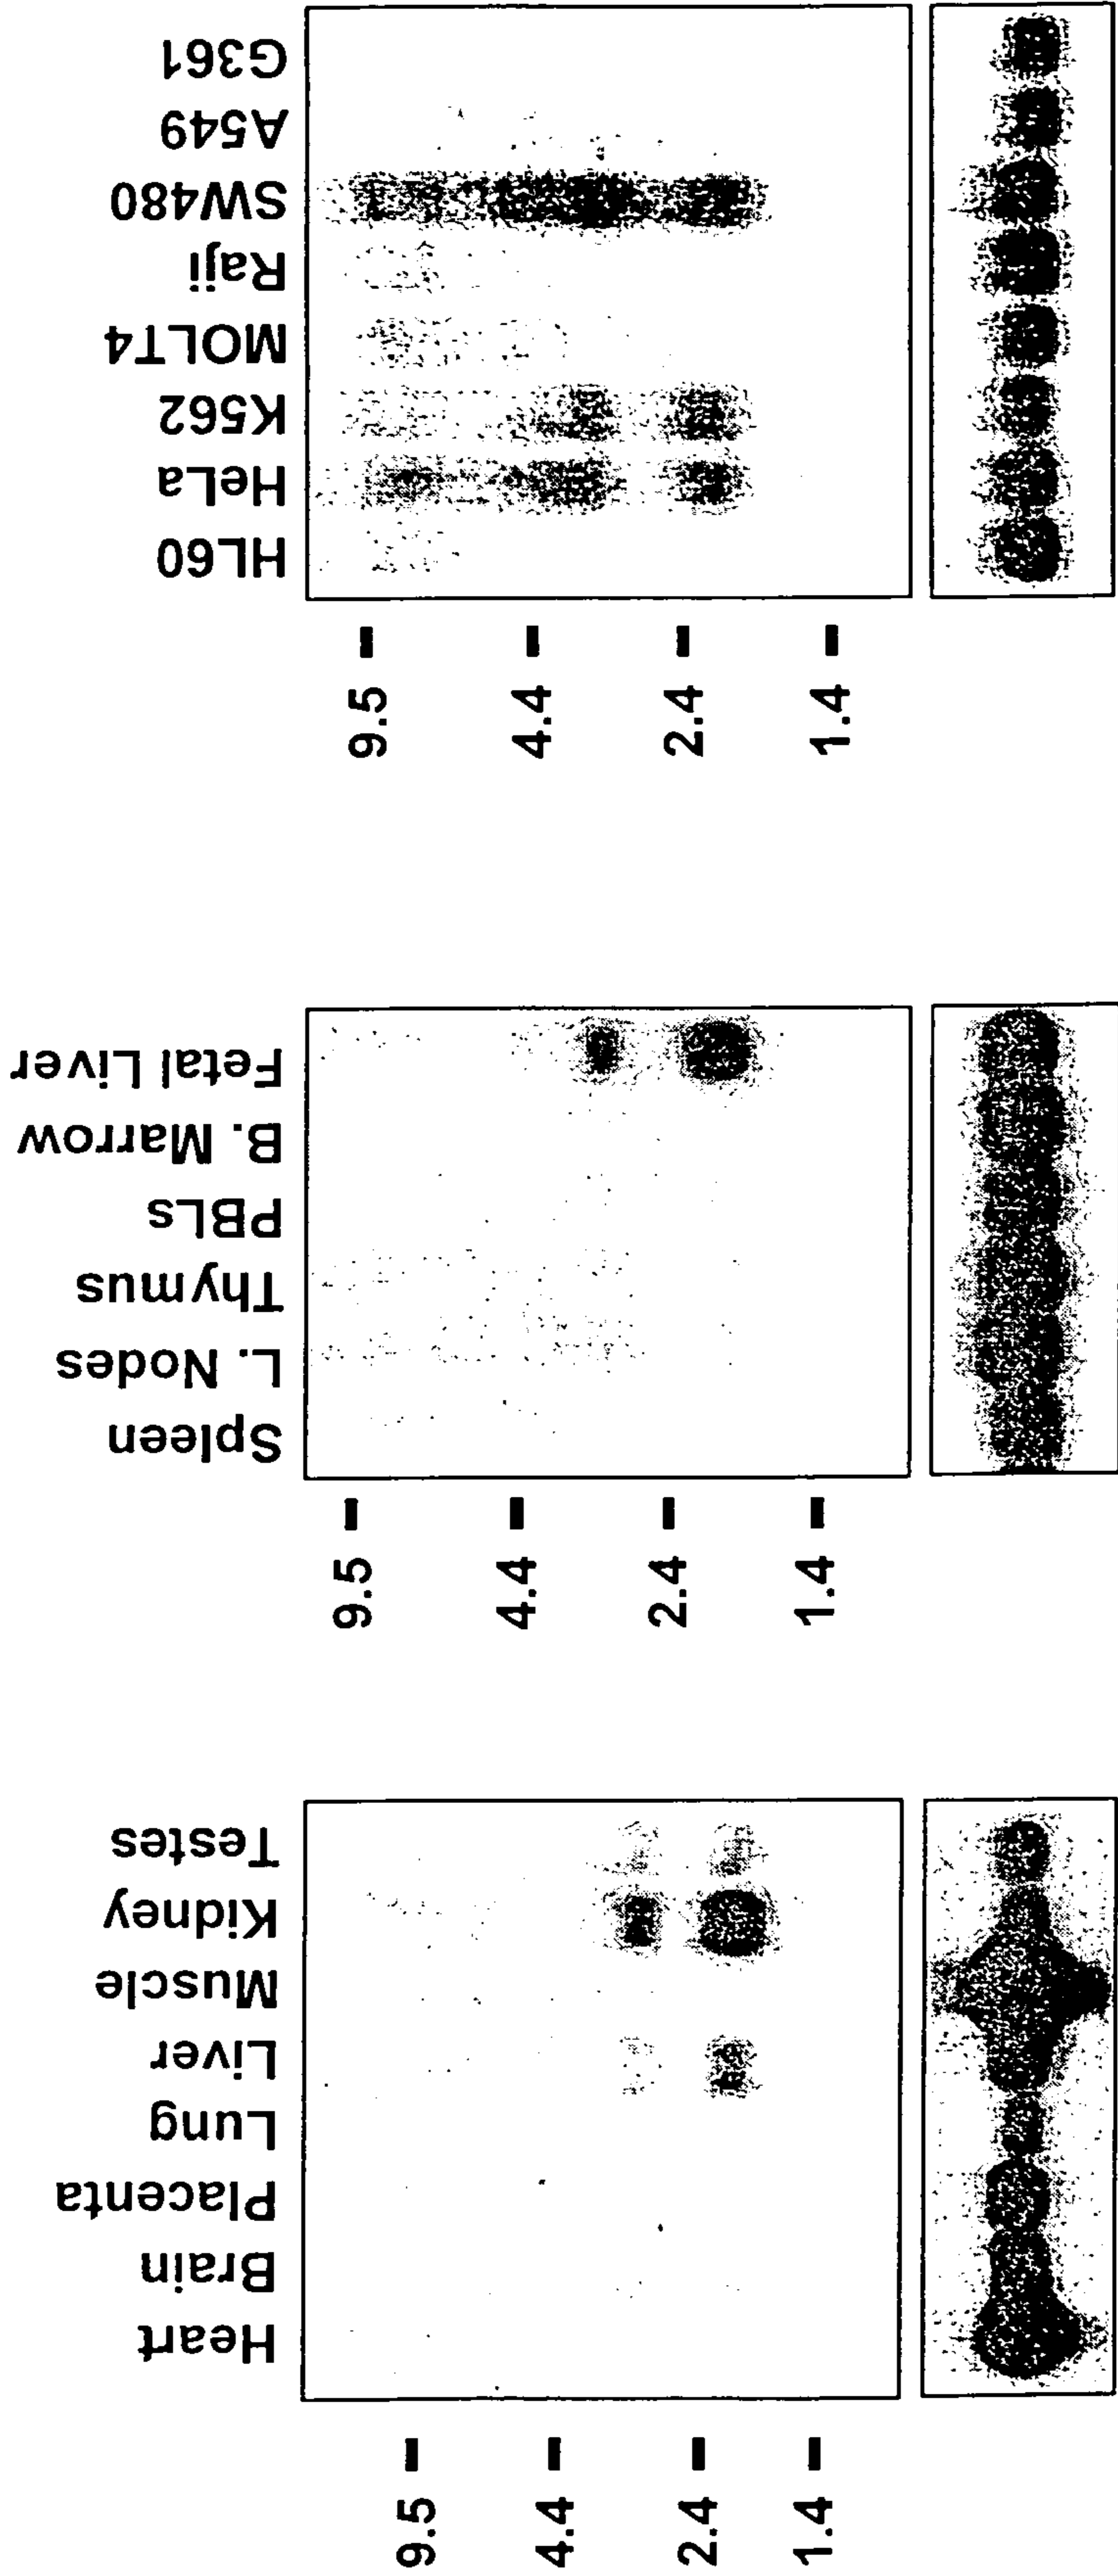 Heart
Brain
Placenta
Lung
Liver
Muscle
Kidney
Testes
9.5
4.4
2.4
1.4
Spleen
L. Nodes
Thymus
PBLs
B. Marrow
Fetal Liver
9.5
4.4
2.4
1.4
HL60
HeLa
K562
MOLT4
Raji
SW480
A549
G361
9.5
4.4
2.4
1.4